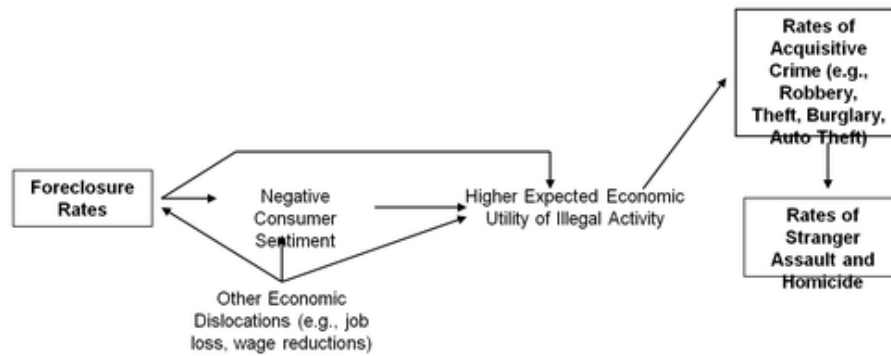 Rates of
Acquisitive
Crime (e.g.,
Robbery,
Theft, Burglary,
Auto Theft)
Foreclosure
Rates
Negative
Consumer
Sentiment
Higher Expected Economic
Utility of Illegal Activity
Rates of
Stranger
Assault and
Homicide
Other Economic
Dislocations (e.g., job
loss, wage reductions)